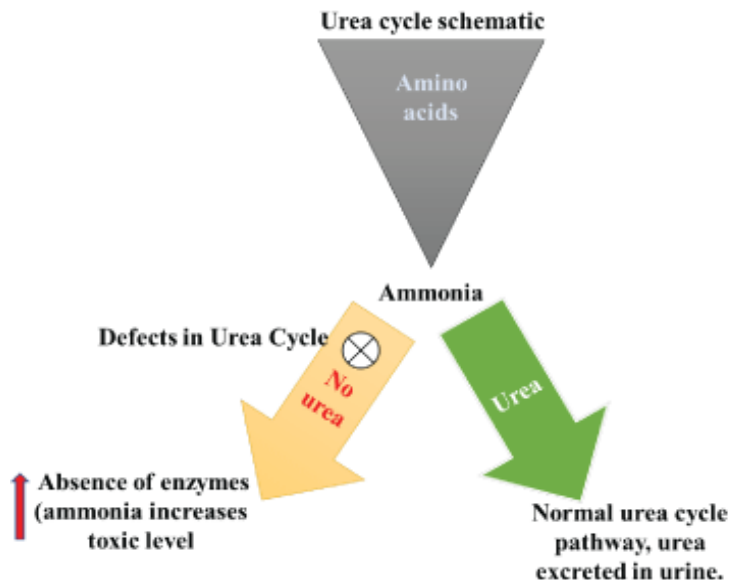 Urea cycle schematic
Amino
acids
Ammonia
Defects in Urea Cycle
No
urea
Urea
Absence of enzymes
(ammonia increases
toxic level
Normal urea cycle
pathway, urea
excreted in urine.